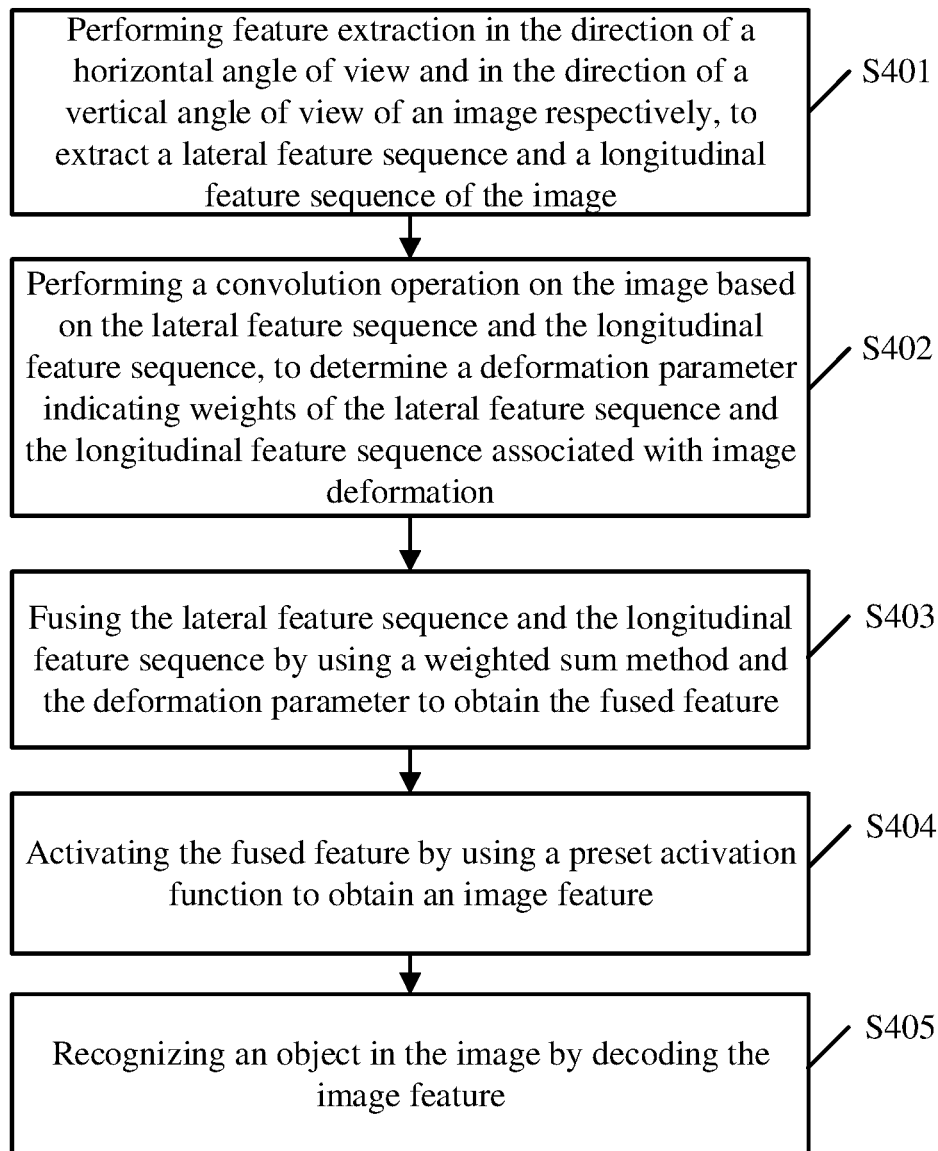 Performing feature extraction in the direction of a
horizontal angle of view and in the direction of a
vertical angle of view of an image respectively, to
extract a lateral feature sequence and a longitudinal
feature sequence of the image
S401
Performing a convolution operation on the image based
on the lateral feature sequence and the longitudinal
feature sequence, to determine a deformation parameter
indicating weights of the lateral feature sequence and
the longitudinal feature sequence associated with image
deformation
S402
Fusing the lateral feature sequence and the longitudinal
feature sequence by using a weighted sum method and
the deformation parameter to obtain the fused feature
S403
Activating the fused feature by using a preset activation
function to obtain an image feature
S404
Recognizing an object in the image by decoding the
image feature
S405